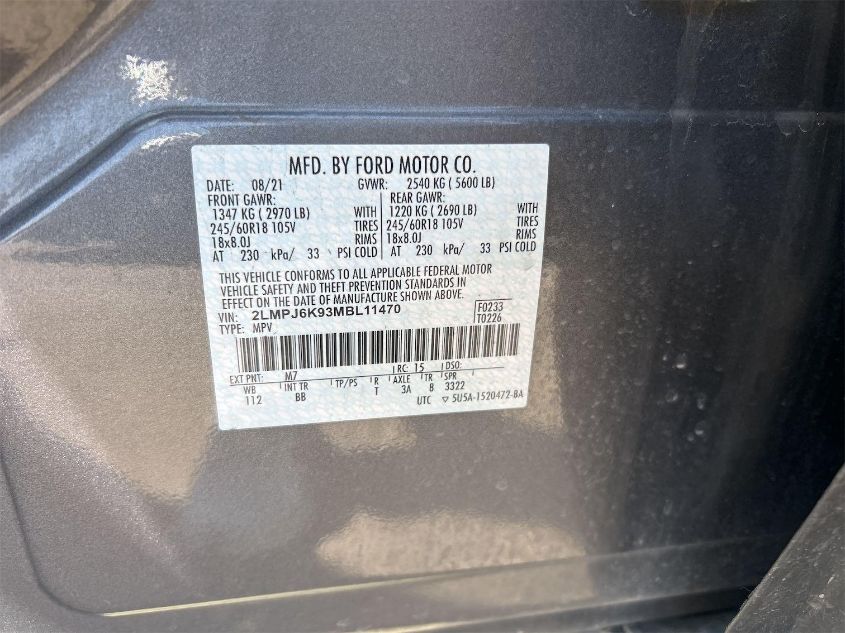 MFD. BY FORD MOTOR CO.
DATE: 08/21 GVWR: 2540 KG ( 5600 LB)
FRONT GAWR: REAR GAWR:
1347 KG ( 2970 LB) WITH 1220 KG ( 2690 LB) WITH
245/60R18 105V TIRES 245/60R18 105V TIRES
18x8.0J RIMS 18x8.0J RIMS
AT 230 kPa/ 33 PSI COLD AT 230 kPa/ 33 PSI COLD
THIS VEHICLE CONFORMS TO ALL APPLICABLE FEDERAL MOTOR
VEHICLE SAFETY AND THEFT PREVENTION STANDARDS IN
EFFECT ON THE DATE OF MANUFACTURE SHOWN ABOVE.
VIN: 2LMPJ6K93MBL11470 F0233
TYPE: MPV T0226
EXT PNT: M7 RC: 15 DSO:
WB INT TR TP/PS R AXLE TR SPR
112 BB T 3A 8 3322
UTC ▽ 5U5A-1520472-BA